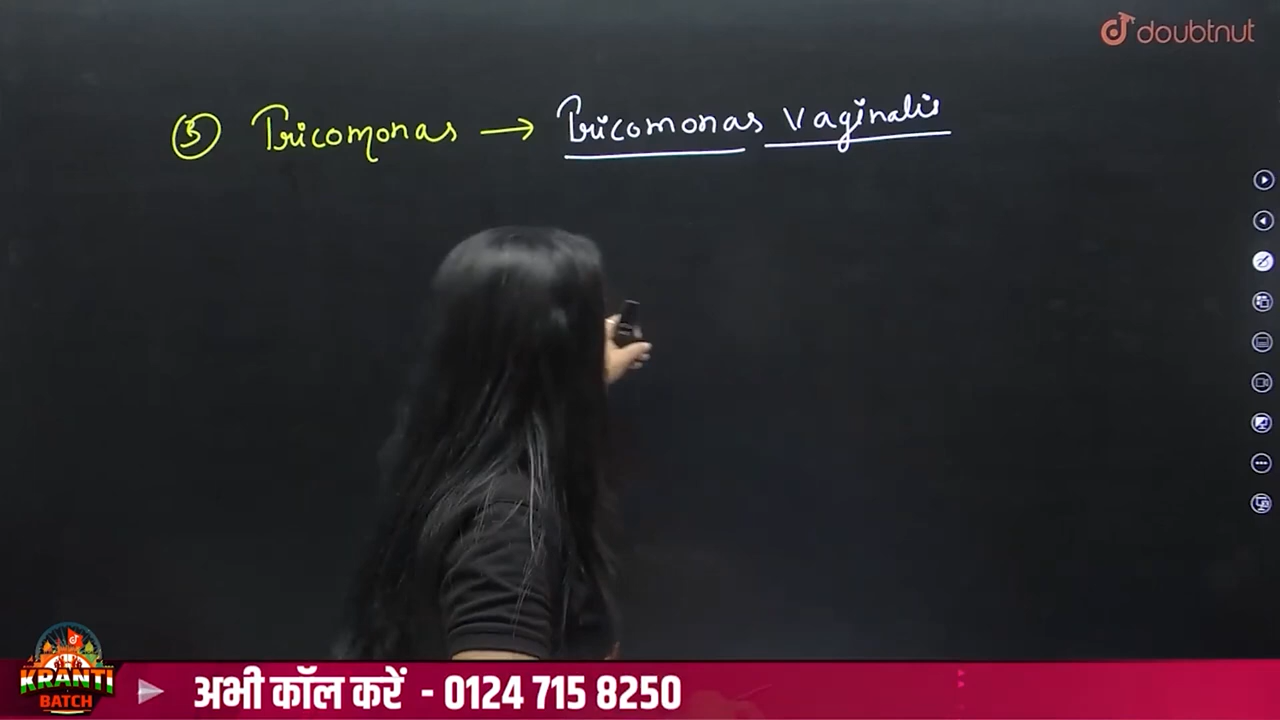 doubtnut
5 Tricomonas → Tricomonas vaginalis
KRANTI
BATCH
अभी कॉल करें - 0124 715 8250